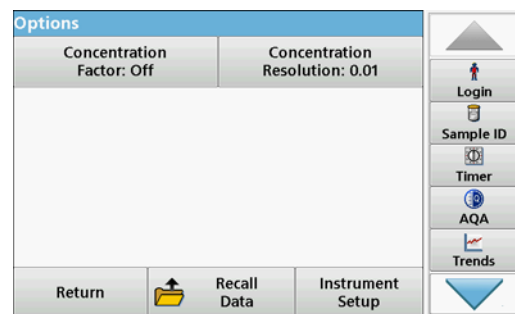 Options
Concentration
Factor: Off
Concentration
Resolution: 0.01
Login
Sample ID
Timer
AQA
Trends
Return
Recall
Data
Instrument
Setup